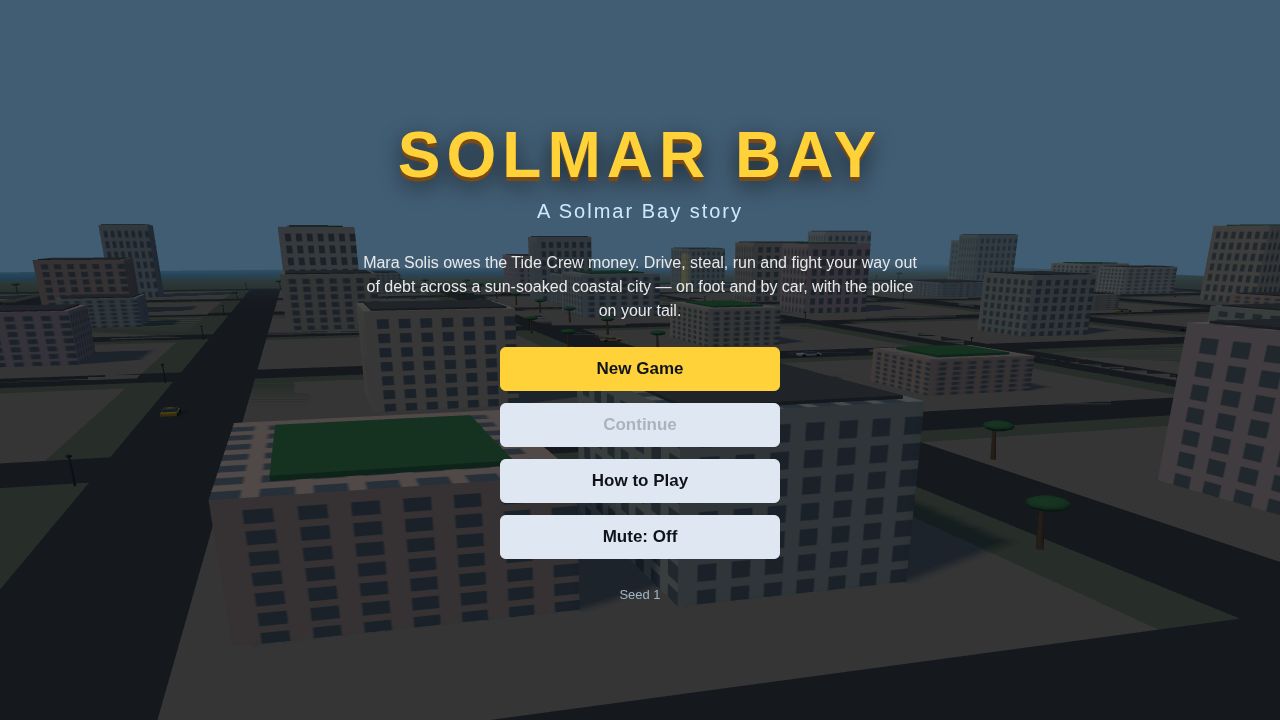 SOLMAR BAY
A Solmar Bay story
Mara Solis owes the Tide Crew money. Drive, steal, run and fight your way out
of debt across a sun-soaked coastal city — on foot and by car, with the police
on your tail.
New Game
Continue
How to Play
Mute: Off
Seed 1